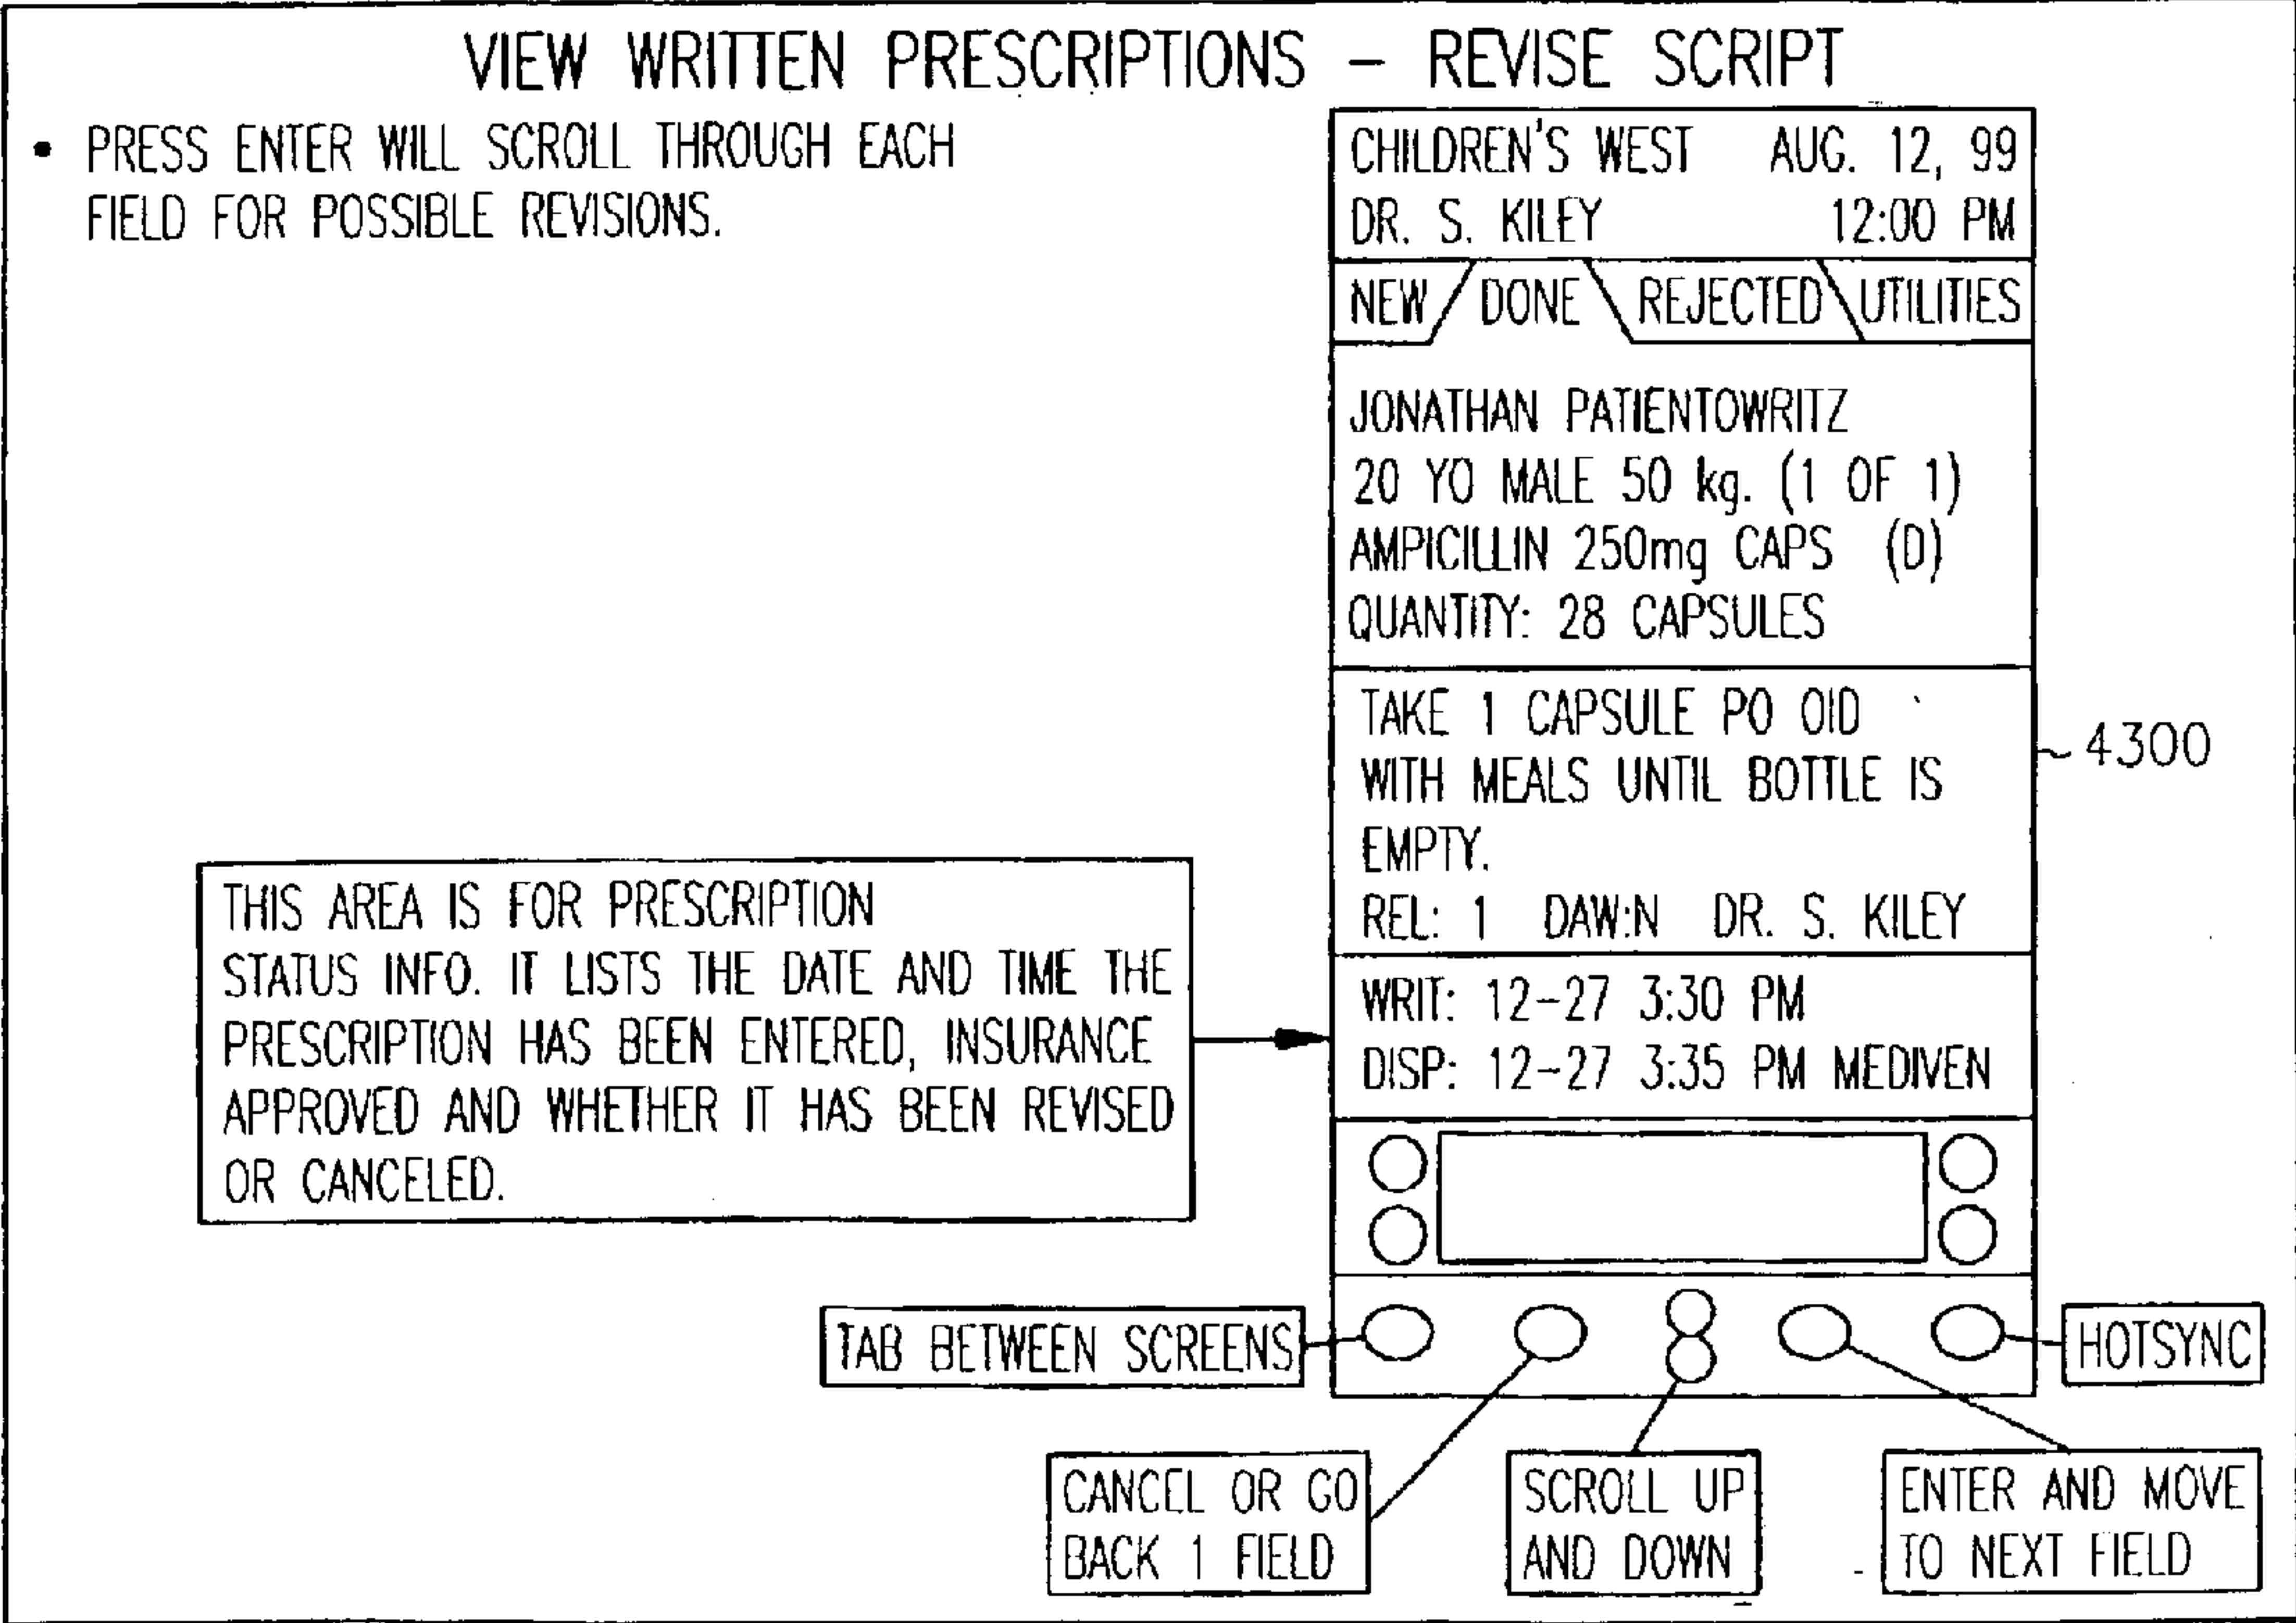 VIEW WRITTEN PRESCRIPTIONS – REVISE SCRIPT
• PRESS ENTER WILL SCROLL THROUGH EACH
FIELD FOR POSSIBLE REVISIONS.
CHILDREN'S WEST AUG. 12, 99
DR. S. KILEY 12:00 PM
NEW DONE REJECTED UTILITIES
JONATHAN PATIENTOWRITZ
20 YO MALE 50 kg. (1 OF 1)
AMPICILLIN 250mg CAPS (D)
QUANTITY: 28 CAPSULES
TAKE 1 CAPSULE PO OID
WITH MEALS UNTIL BOTTLE IS
EMPTY.
REL: 1 DAW:N DR. S. KILEY
4300
THIS AREA IS FOR PRESCRIPTION
STATUS INFO. IT LISTS THE DATE AND TIME THE
PRESCRIPTION HAS BEEN ENTERED, INSURANCE
APPROVED AND WHETHER IT HAS BEEN REVISED
OR CANCELED.
WRIT: 12-27 3:30 PM
DISP: 12-27 3:35 PM MEDIVEN
TAB BETWEEN SCREENS
HOTSYNC
CANCEL OR GO
BACK 1 FIELD
SCROLL UP
AND DOWN
ENTER AND MOVE
TO NEXT FIELD